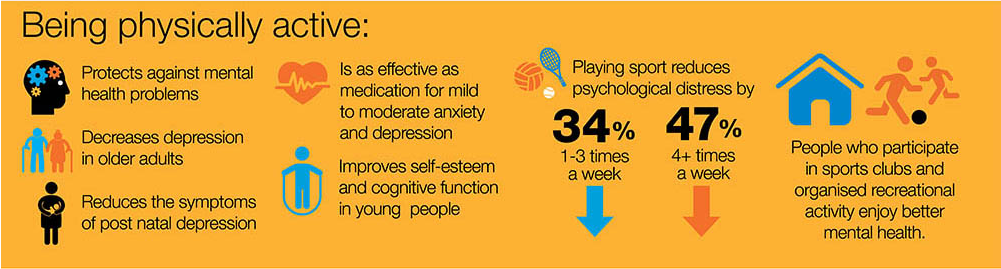 Being physically active:
Protects against mental
health problems
Decreases depression
in older adults
Reduces the symptoms
of post natal depression
Is as effective as
medication for mild
to moderate anxiety
and depression
Improves self-esteem
and cognitive function
in young people
Playing sport reduces
psychological distress by
34%
1-3 times
a week
47%
4+ times
a week
People who participate
in sports clubs and
organised recreational
activity enjoy better
mental health.